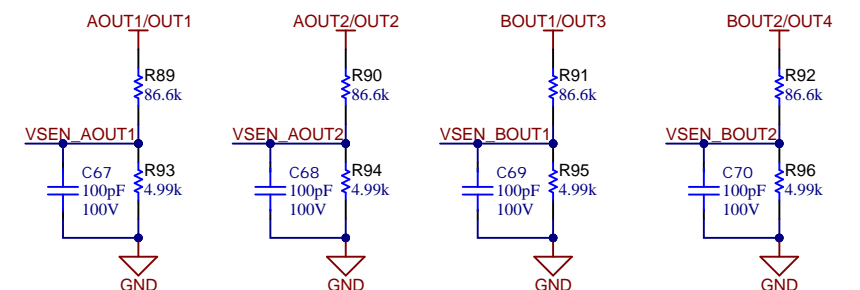 AOUT1/OUT1
AOUT2/OUT2
BOUT1/OUT3
BOUT2/OUT4
R89
86.6k
R90
86.6k
R91
86.6k
R92
86.6k
VSEN_AOUT1
VSEN_AOUT2
VSEN_BOUT1
VSEN_BOUT2
C67
100pF
100V
R93
4.99k
C68
100pF
100V
R94
4.99k
C69
100pF
100V
R95
4.99k
C70
100pF
100V
R96
4.99k
GND
GND
GND
GND